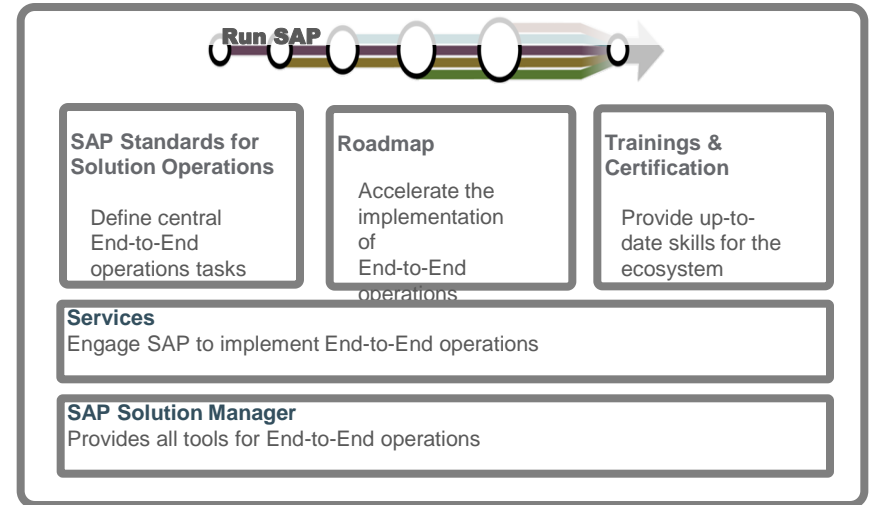 Run SAP
SAP Standards for
Solution Operations
Define central
End-to-End
operations tasks
Roadmap
Accelerate the
implementation
of
End-to-End
operations
Trainings &
Certification
Provide up-to-
date skills for the
ecosystem
Services
Engage SAP to implement End-to-End operations
SAP Solution Manager
Provides all tools for End-to-End operations